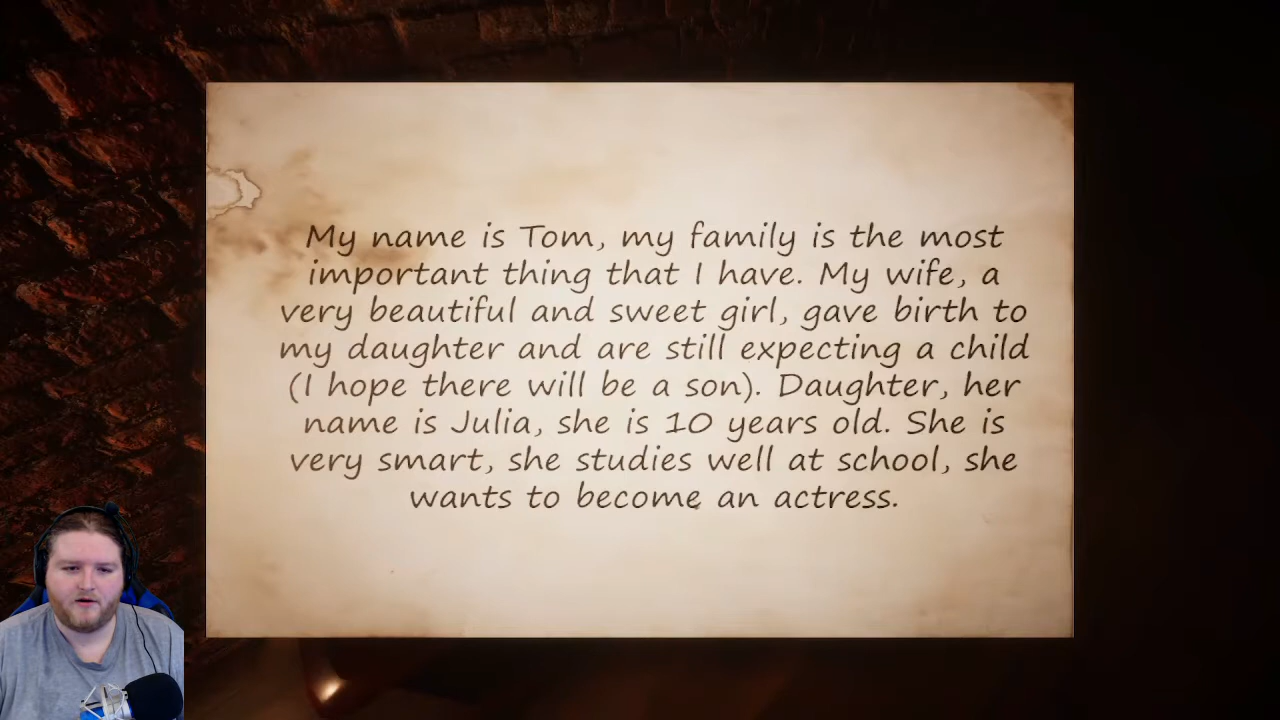 My name is Tom, my family is the most
important thing that I have. My wife, a
very beautiful and sweet girl, gave birth to
my daughter and are still expecting a child
(I hope there will be a son). Daughter, her
name is Julia, she is 10 years old. She is
very smart, she studies well at school, she
wants to become an actress.